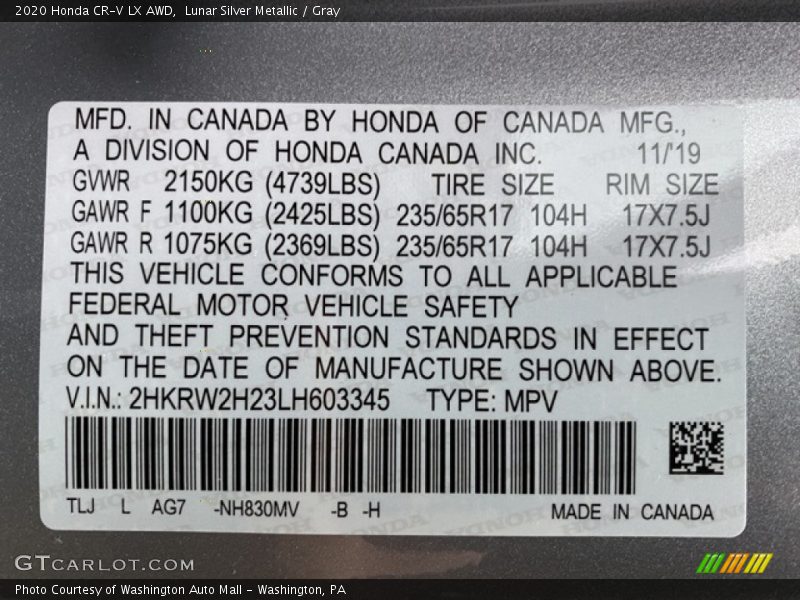 2020 Honda CR-V LX AWD, Lunar Silver Metallic / Gray
MFD. IN CANADA BY HONDA OF CANADA MFG.,
A DIVISION OF HONDA CANADA INC. 11/'19
GVWR 2150KG (4739LBS) TIRE SIZE RIM SIZE
GAWR F 1100KG (2425LBS) 235/65R17 104H 17X7.5J
GAWR R 1075KG (2369LBS) 235/65R17 104H 17X7.5J
THIS VEHICLE CONFORMS TO ALL APPLICABLE
FEDERAL MOTOR VEHICLE SAFETY
AND THEFT PREVENTION STANDARDS IN EFFECT
ON THE DATE OF MANUFACTURE SHOWN ABOVE.
V.I.N.: 2HKRW2H23LH603345 TYPE: MPV
TLJ L AG7 -NH830MV -B -H MADE IN CANADA
GTCARLOT.COM
Photo Courtesy of Washington Auto Mall - Washington, PA